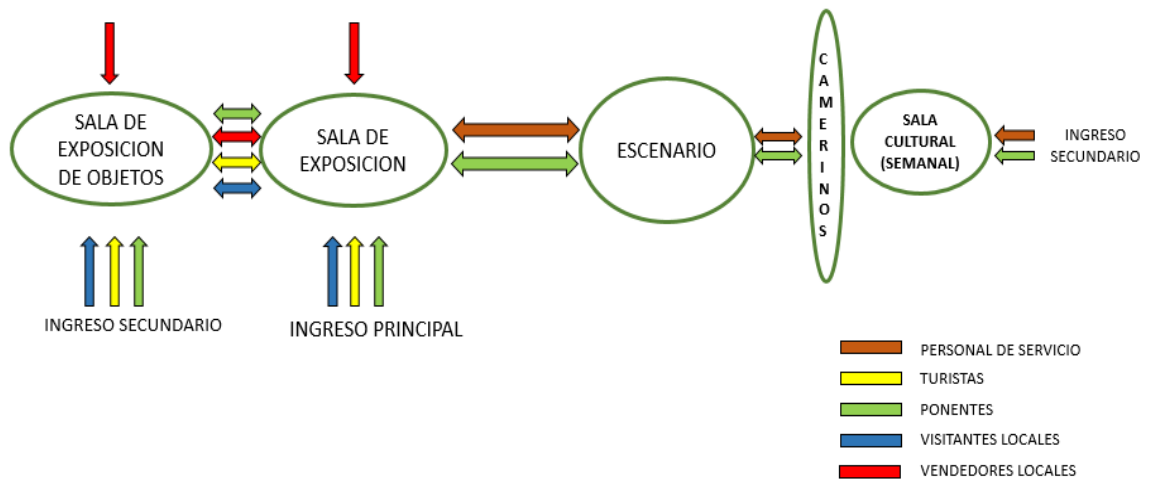 SALA DE
EXPOSICION
DE OBJETOS
SALA DE
EXPOSICION
ESCENARIO
CAMERINOS
SALA
CULTURAL
(SEMANAL)
INGRESO
SECUNDARIO
INGRESO SECUNDARIO
INGRESO PRINCIPAL
PERSONAL DE SERVICIO
TURISTAS
PONENTES
VISITANTES LOCALES
VENDEDORES LOCALES